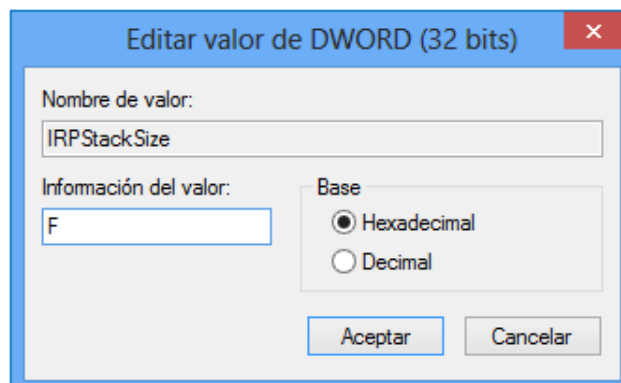 Editar valor de DWORD (32 bits)
Nombre de valor:
IRPStackSize
Información del valor:
F
Base
Hexadecimal
Decimal
Aceptar
Cancelar